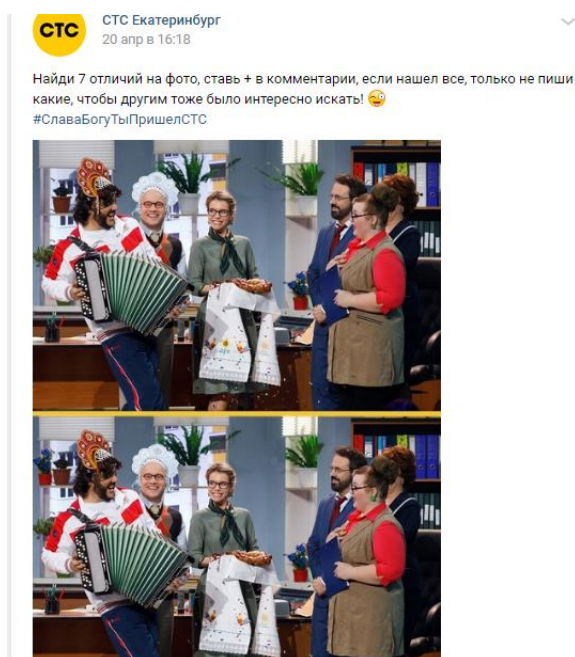 СТС
СТС Екатеринбург
20 апр в 16:18
Найди 7 отличий на фото, ставь + в комментарии, если нашел все, только не пиши
какие, чтобы другим тоже было интересно искать! 😜
#СлаваБогуТыПришелСТС